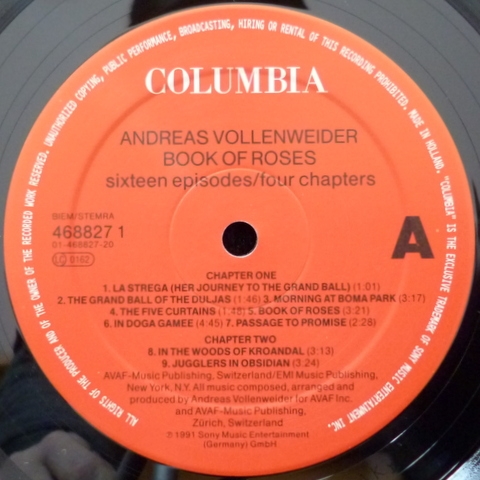 UNAUTHORIZED COPYING, PUBLIC PERFORMANCE, BROADCASTING, HIRING OR RENTAL OF THIS RECORDING PROHIBITED. MADE IN HOLLAND. "COLUMBIA" IS THE EXCLUSIVE TRADEMARK OF SONY MUSIC ENTERTAINMENT INC.
ALL RIGHTS OF THE PRODUCER AND OF THE OWNER OF THE RECORDED WORK RESERVED.
COLUMBIA
ANDREAS VOLLENWEIDER
BOOK OF ROSES
sixteen episodes/four chapters
BIEM/STEMRA
468827 1
01-468827-20
LC 0162
A
CHAPTER ONE
1. LA STREGA (HER JOURNEY TO THE GRAND BALL) (1:01)
2. THE GRAND BALL OF THE DULJAS (1:46) 3. MORNING AT BOMA PARK (3:17)
4. THE FIVE CURTAINS (1:48) 5. BOOK OF ROSES (3:21)
6. IN DOGA GAMEE (4:45) 7. PASSAGE TO PROMISE (2:28)
CHAPTER TWO
8. IN THE WOODS OF KROANDAL (3:13)
9. JUGGLERS IN OBSIDIAN (3:24)
AVAF-Music Publishing, Switzerland/EMI Music Publishing,
New York, N.Y. All music composed, arranged and
produced by Andreas Vollenweider for AVAF Inc.
and AVAF-Music Publishing,
Zürich, Switzerland
℗ 1991 Sony Music Entertainment
(Germany) GmbH